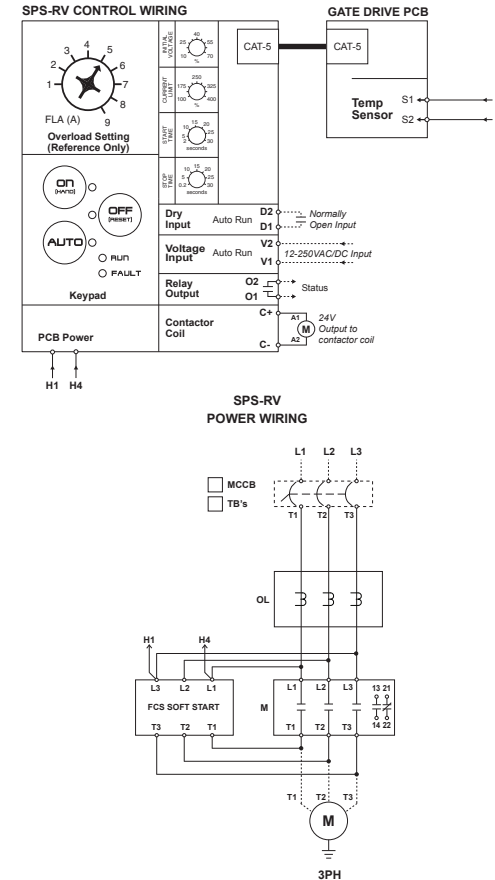 SPS-RV CONTROL WIRING
GATE DRIVE PCB
1
2
3
4
5
6
7
8
9
FLA (A)
Overload Setting
(Reference Only)
INITIAL
VOLTAGE
10
25
40
55
70
%
CURRENT
LIMIT
100
175
250
325
400
%
START
TIME
2
5
10
15
20
25
30
seconds
STOP
TIME
0.2
5
10
15
20
25
30
seconds
CAT-5
CAT-5
Temp
Sensor
S1
S2
ON
(HAND)
OFF
(RESET)
AUTO
RUN
FAULT
Keypad
Dry
Input
Auto Run
D2
D1
Normally
Open Input
Voltage
Input
Auto Run
V2
V1
12-250VAC/DC Input
Relay
Output
O2
O1
Status
Contactor
Coil
C+
C-
A1
M
A2
24V
Output to
contactor coil
PCB Power
H1 H4
SPS-RV
POWER WIRING
L1 L2 L3
MCCB
TB's
T1 T2 T3
OL
H1 H4
L3 L2 L1
FCS SOFT START
T3 T2 T1
M
L1 L2 L3
13 21
14 22
T1 T2 T3
T1 T2 T3
M
3PH